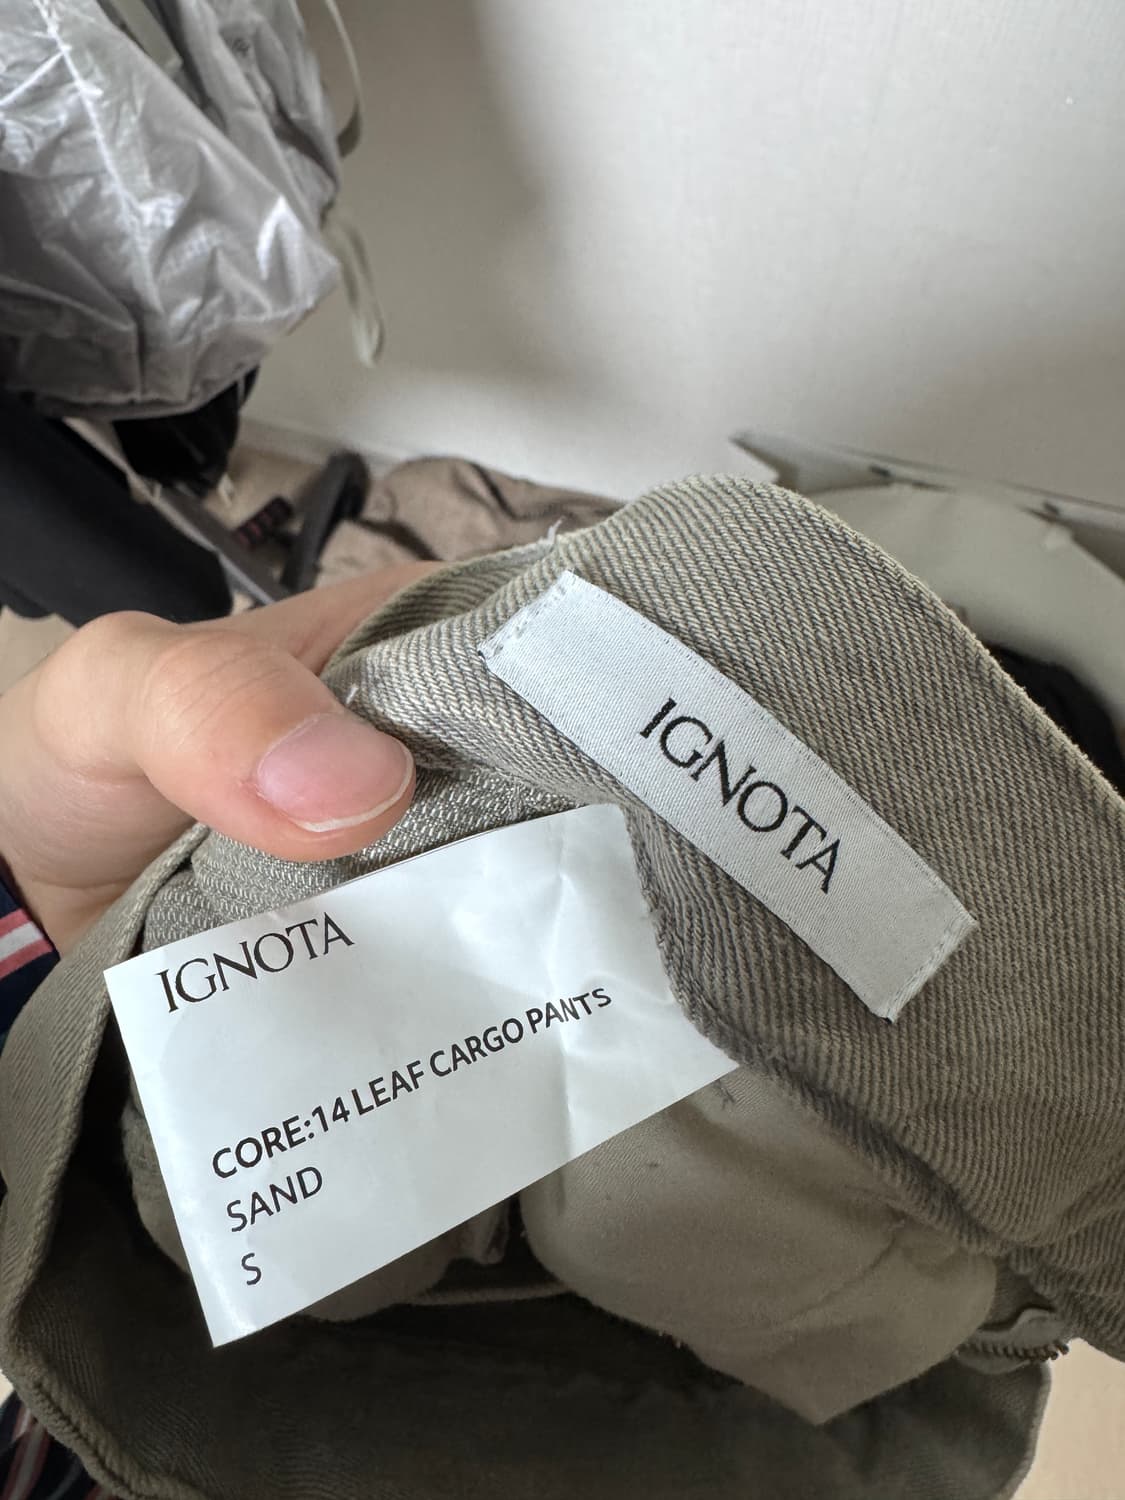 IGNOTA
IGNOTA
CORE:14 LEAF CARGO PANTS
SAND
S